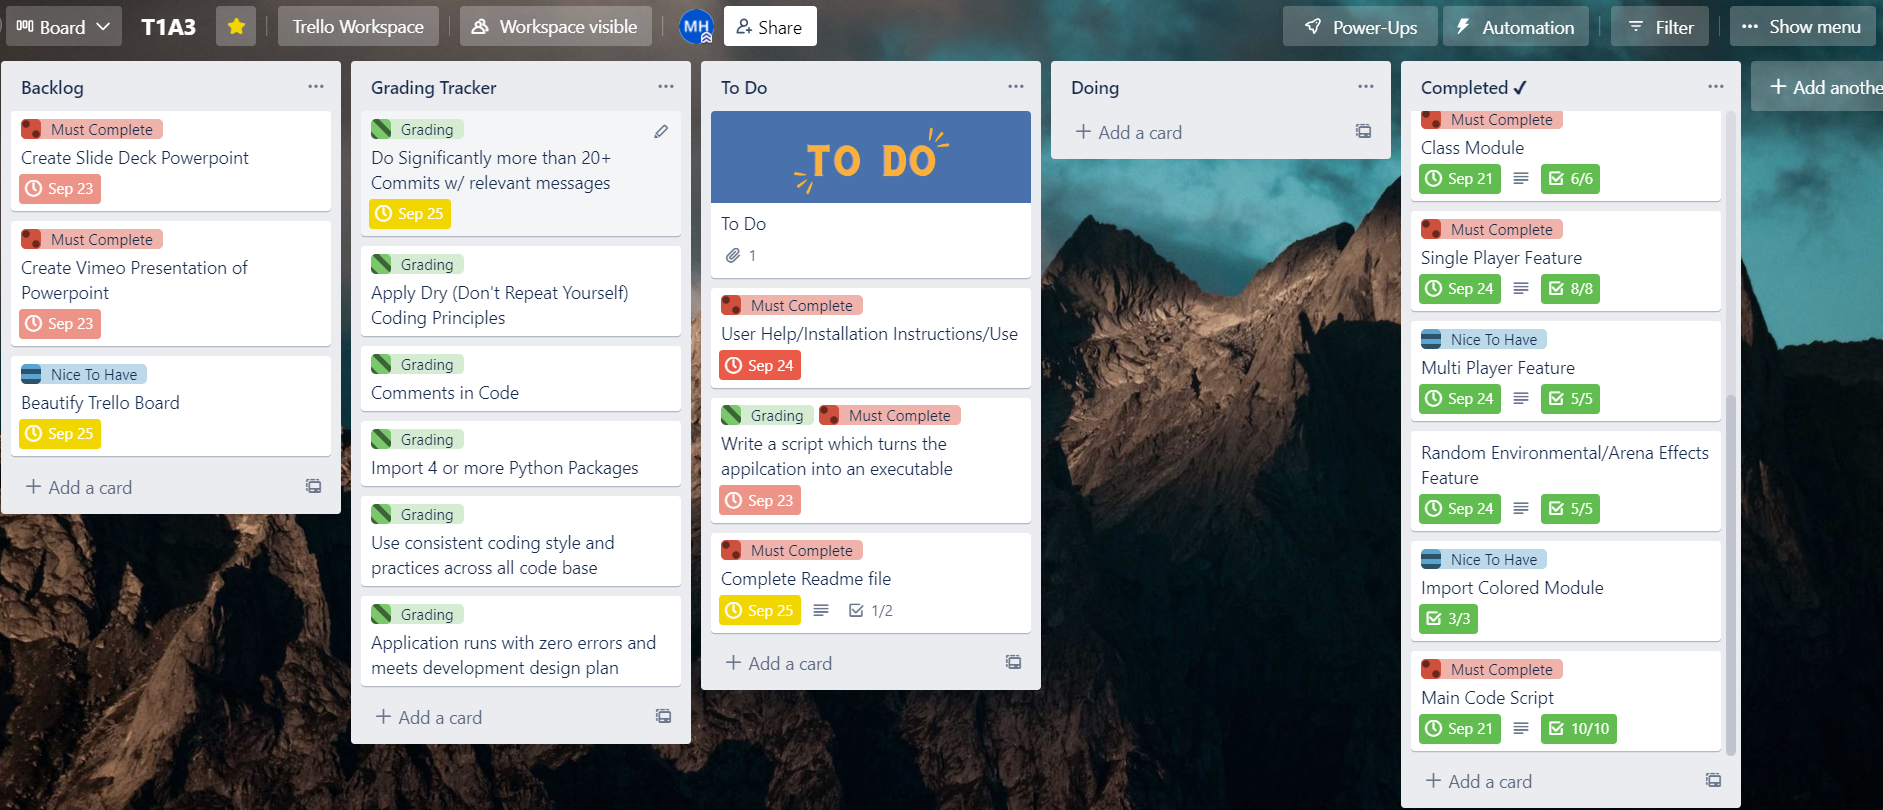 Board
T1A3
Trello Workspace
Workspace visible
MH
Share
Power-Ups
Automation
Filter
Show menu
Backlog
Must Complete
Create Slide Deck Powerpoint
Sep 23
Must Complete
Create Vimeo Presentation of
Powerpoint
Sep 23
Nice To Have
Beautify Trello Board
Sep 25
Add a card
Grading Tracker
Grading
Do Significantly more than 20+
Commits w/ relevant messages
Sep 25
Grading
Apply Dry (Don't Repeat Yourself)
Coding Principles
Grading
Comments in Code
Grading
Import 4 or more Python Packages
Grading
Use consistent coding style and
practices across all code base
Grading
Application runs with zero errors and
meets development design plan
Add a card
To Do
TO DO
To Do
1
Must Complete
User Help/Installation Instructions/Use
Sep 24
Grading Must Complete
Write a script which turns the
appilcation into an executable
Sep 23
Must Complete
Complete Readme file
Sep 25 1/2
Add a card
Doing
Add a card
Completed ✓
Must Complete
Class Module
Sep 21 6/6
Must Complete
Single Player Feature
Sep 24 8/8
Nice To Have
Multi Player Feature
Sep 24 5/5
Random Environmental/Arena Effects
Feature
Sep 24 5/5
Nice To Have
Import Colored Module
3/3
Must Complete
Main Code Script
Sep 21 10/10
Add a card
Add anothe